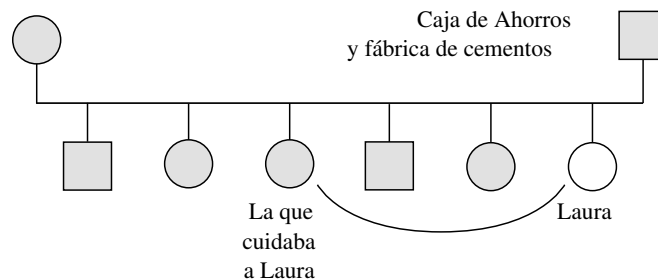 Caja de Ahorros
y fábrica de cementos
La que
cuidaba
a Laura
Laura